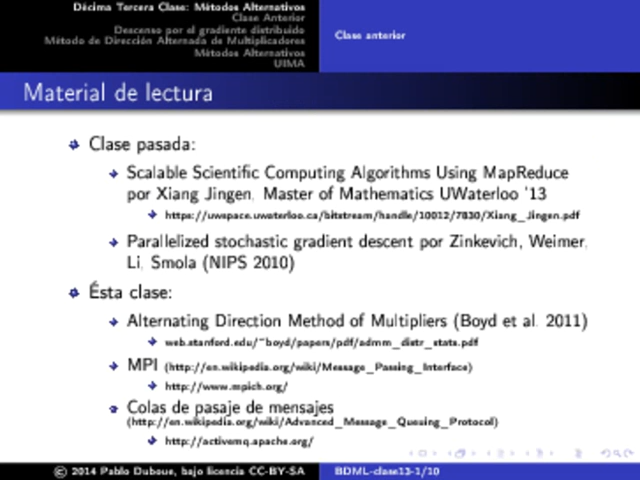 Décima Tercera Clase: Métodos Alternativos
Clase Anterior
Descenso por el gradiente distribuido
Método de Dirección Alternada de Multiplicadores
Métodos Alternativos
UIMA
Clase anterior
Material de lectura
Clase pasada:
Scalable Scientific Computing Algorithms Using MapReduce
por Xiang Jingen, Master of Mathematics UWaterloo '13
https://uwspace.uwaterloo.ca/bitstream/handle/10012/7830/Xiang_Jingen.pdf
Parallelized stochastic gradient descent por Zinkevich, Weimer,
Li, Smola (NIPS 2010)
Ésta clase:
Alternating Direction Method of Multipliers (Boyd et al. 2011)
web.stanford.edu/~boyd/papers/pdf/admm_distr_stats.pdf
MPI (http://en.wikipedia.org/wiki/Message_Passing_Interface)
http://www.mpich.org/
Colas de pasaje de mensajes
(http://en.wikipedia.org/wiki/Advanced_Message_Queuing_Protocol)
http://activemq.apache.org/
© 2014 Pablo Duboue, bajo licencia CC-BY-SA
BDML-clase13-1/10